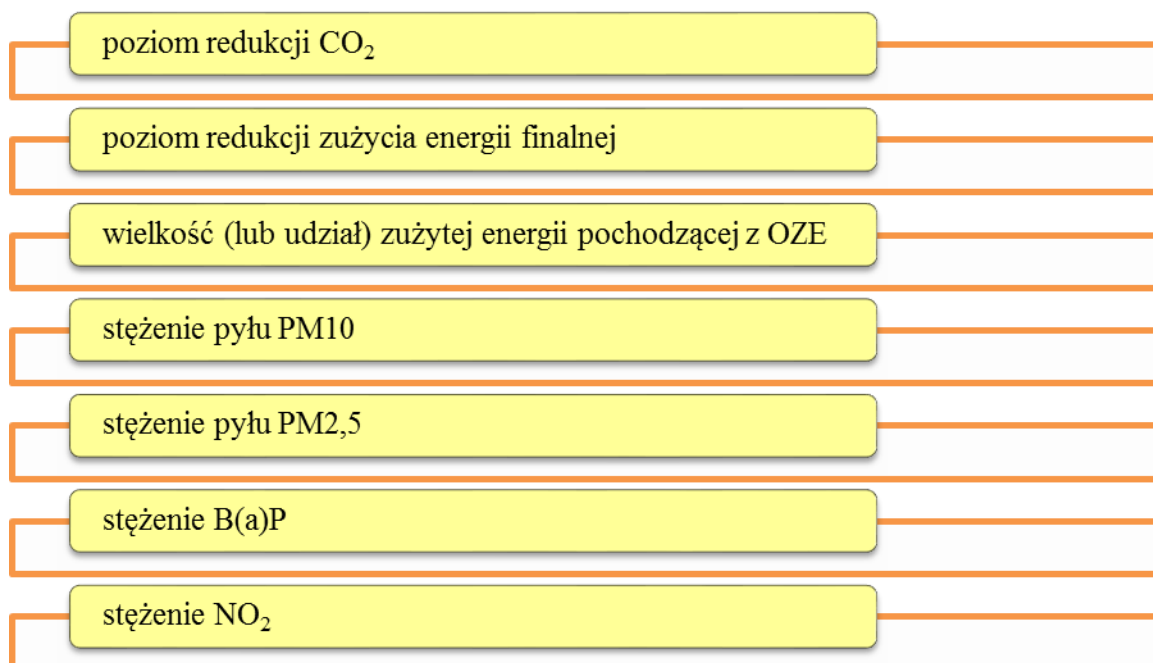 poziom redukcji CO₂
poziom redukcji zużycia energii finalnej
wielkość (lub udział) zużytej energii pochodzącej z OZE
stężenie pyłu PM10
stężenie pyłu PM2,5
stężenie B(a)P
stężenie NO₂